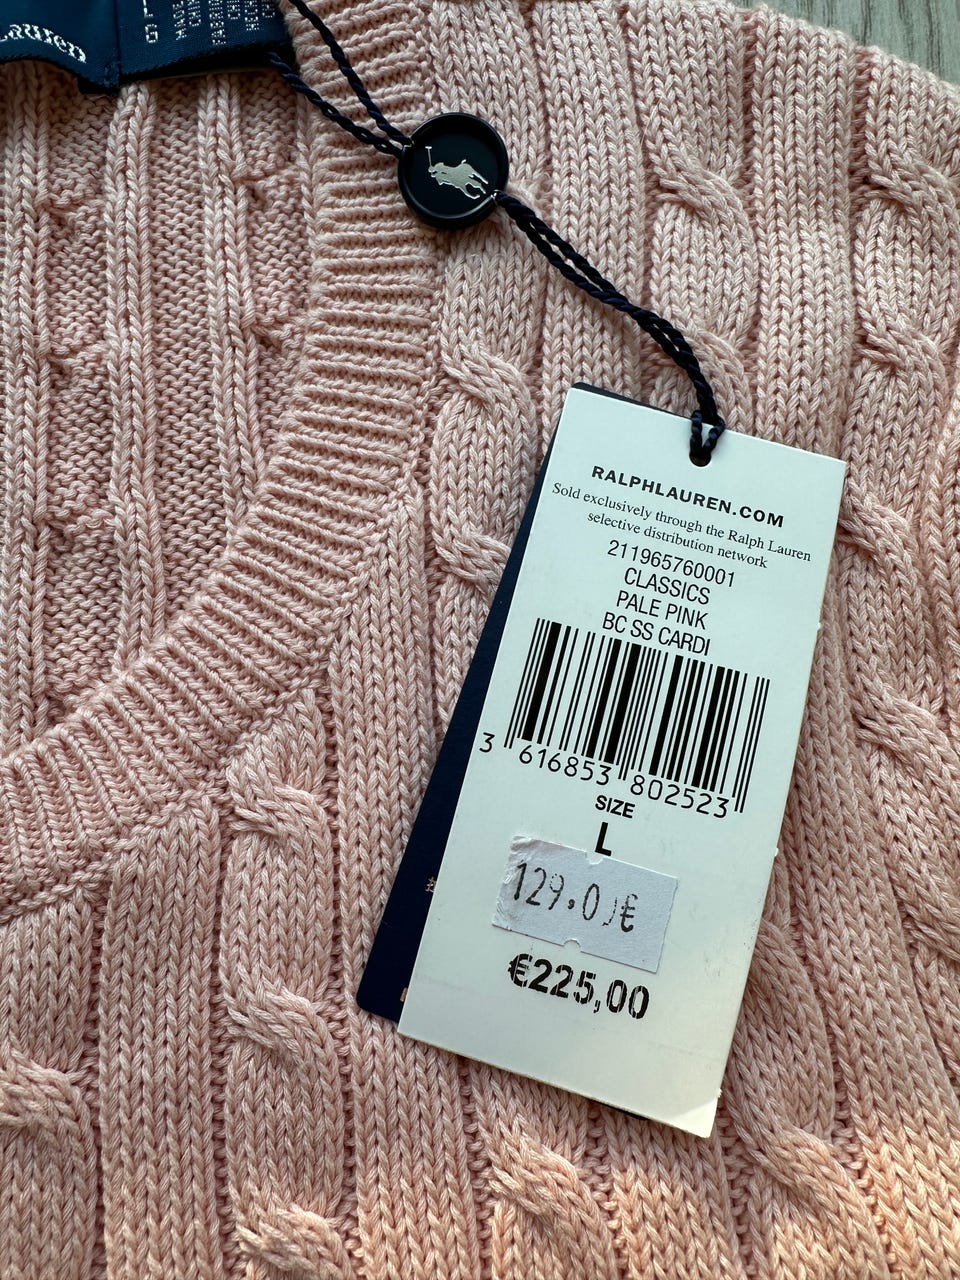 auren
L
G
RALPHLAUREN.COM
Sold exclusively through the Ralph Lauren
selective distribution network
211965760001
CLASSICS
PALE PINK
BC SS CARDI
3 616853 802523
SIZE
L
129.0 €
€225,00